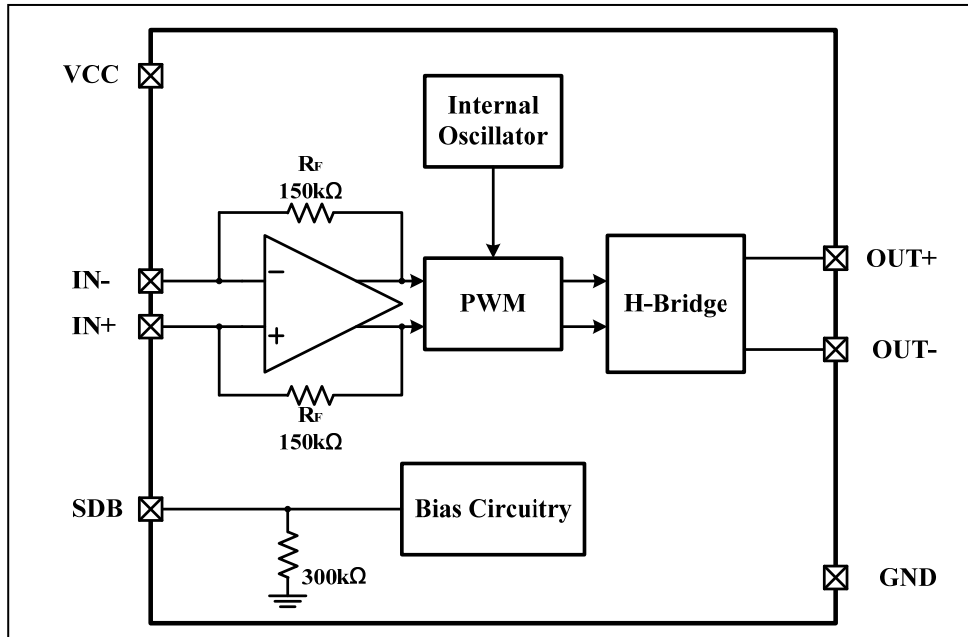 VCC
Internal
Oscillator
RF
150kΩ
IN-
−
PWM
H-Bridge
OUT+
IN+
+
OUT-
RF
150kΩ
SDB
Bias Circuitry
300kΩ
GND